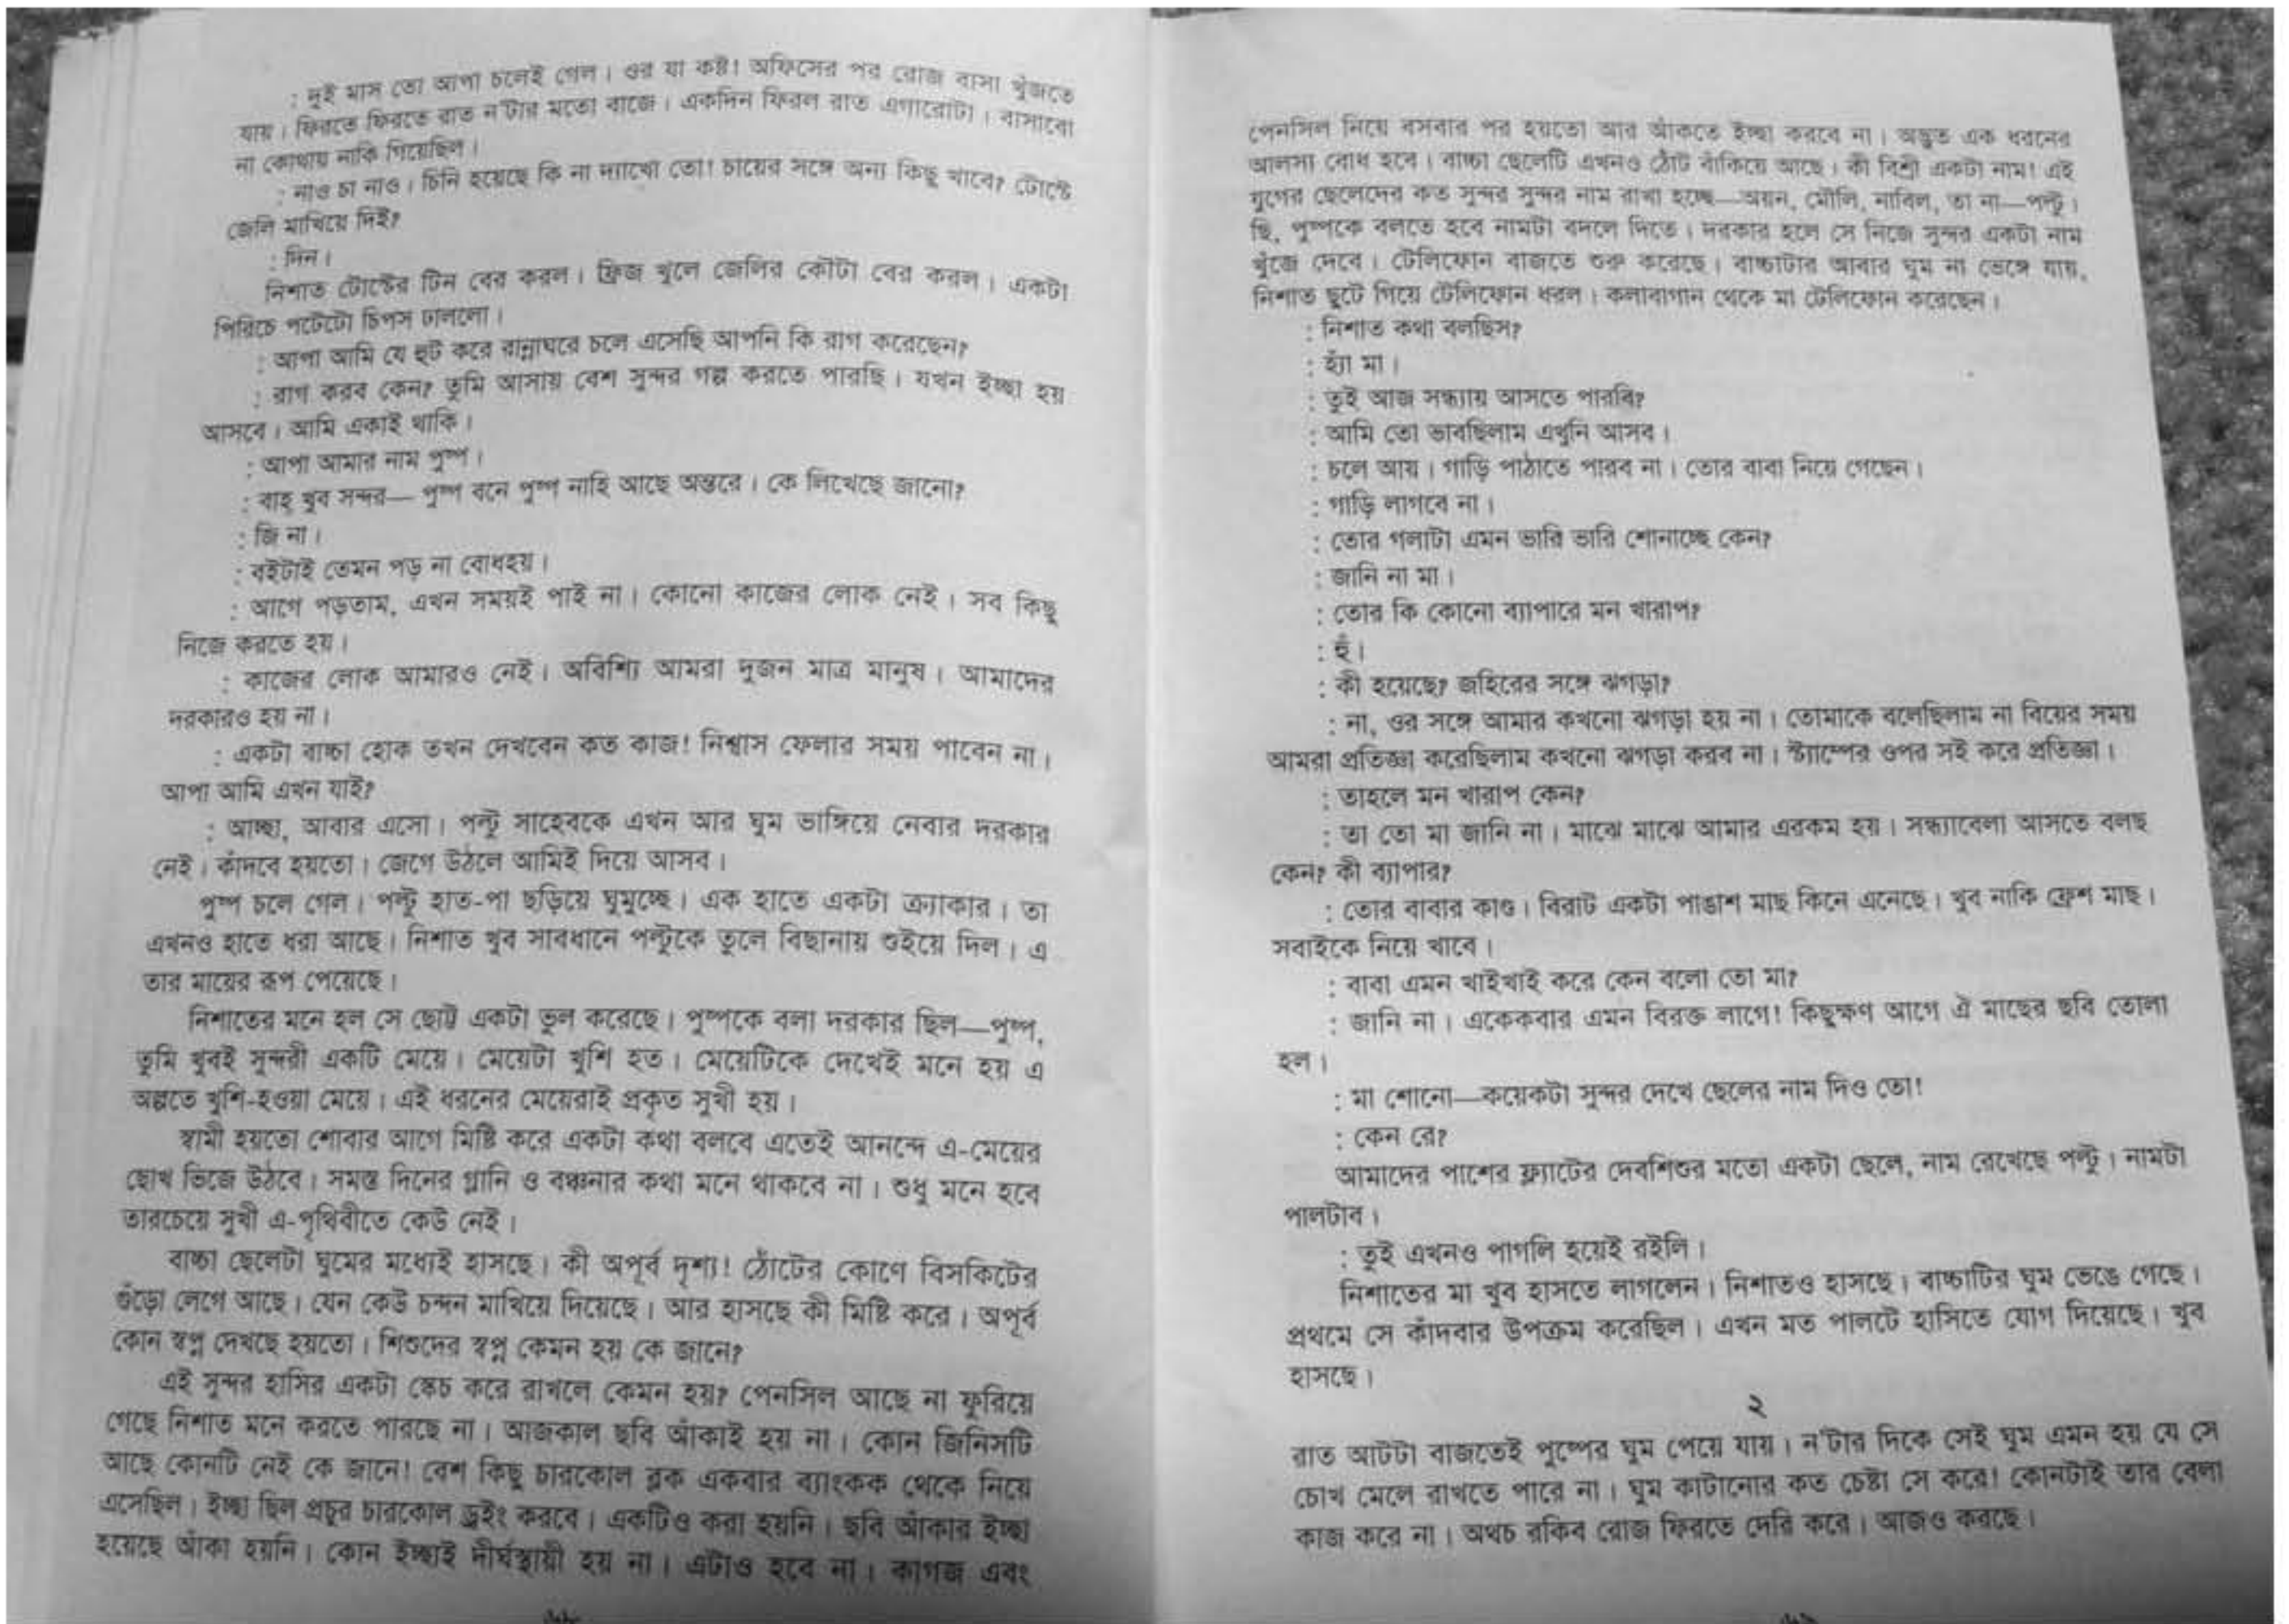 : দুই মাস তো আপা চলেই গেল। ওর যা কষ্ট! অফিসের পর রোজ বাসা খুঁজতে
যায়। ফিরতে ফিরতে রাত ন'টার মতো বাজে। একদিন ফিরল রাত এগারোটা। বাসাবো
না কোথায় নাকি গিয়েছিল।
: নাও চা নাও। চিনি হয়েছে কি না দ্যাখো তো! চায়ের সঙ্গে অন্য কিছু খাবে? টোস্টে
জেলি মাখিয়ে দিই?
: দিন।
নিশাত টোস্টের টিন বের করল। ফ্রিজ খুলে জেলির কৌটা বের করল। একটা
পিরিচে পটেটো চিপস ঢাললো।
: আপা আমি যে হুট করে রান্নাঘরে চলে এসেছি আপনি কি রাগ করেছেন?
: রাগ করব কেন? তুমি আসায় বেশ সুন্দর গল্প করতে পারছি। যখন ইচ্ছা হয়
আসবে। আমি একাই থাকি।
: আপা আমার নাম পুষ্প।
: বাহ্ খুব সন্দর— পুষ্প বনে পুষ্প নাহি আছে অন্তরে। কে লিখেছে জানো?
: জি না।
: বইটাই তেমন পড় না বোধহয়।
: আগে পড়তাম, এখন সময়ই পাই না। কোনো কাজের লোক নেই। সব কিছু
নিজে করতে হয়।
: কাজের লোক আমারও নেই। অবিশ্যি আমরা দুজন মাত্র মানুষ। আমাদের
দরকারও হয় না।
: একটা বাচ্চা হোক তখন দেখবেন কত কাজ! নিশ্বাস ফেলার সময় পাবেন না।
আপা আমি এখন যাই?
: আচ্ছা, আবার এসো। পল্টু সাহেবকে এখন আর ঘুম ভাঙ্গিয়ে নেবার দরকার
নেই। কাঁদবে হয়তো। জেগে উঠলে আমিই দিয়ে আসব।
পুষ্প চলে গেল। পল্টু হাত-পা ছড়িয়ে ঘুমুচ্ছে। এক হাতে একটা ক্র্যাকার। তা
এখনও হাতে ধরা আছে। নিশাত খুব সাবধানে পল্টুকে তুলে বিছানায় শুইয়ে দিল। এ
তার মায়ের রূপ পেয়েছে।
নিশাতের মনে হল সে ছোট্ট একটা ভুল করেছে। পুষ্পকে বলা দরকার ছিল—পুষ্প,
তুমি খুবই সুন্দরী একটি মেয়ে। মেয়েটা খুশি হত। মেয়েটিকে দেখেই মনে হয় এ
অল্পতে খুশি-হওয়া মেয়ে। এই ধরনের মেয়েরাই প্রকৃত সুখী হয়।
স্বামী হয়তো শোবার আগে মিষ্টি করে একটা কথা বলবে এতেই আনন্দে এ-মেয়ের
ছোখ ভিজে উঠবে। সমস্ত দিনের গ্লানি ও বঞ্চনার কথা মনে থাকবে না। শুধু মনে হবে
তারচেয়ে সুখী এ-পৃথিবীতে কেউ নেই।
বাচ্চা ছেলেটা ঘুমের মধ্যেই হাসছে। কী অপূর্ব দৃশ্য! ঠোঁটের কোণে বিসকিটের
গুঁড়ো লেগে আছে। যেন কেউ চন্দন মাখিয়ে দিয়েছে। আর হাসছে কী মিষ্টি করে। অপূর্ব
কোন স্বপ্ন দেখছে হয়তো। শিশুদের স্বপ্ন কেমন হয় কে জানে?
এই সুন্দর হাসির একটা স্কেচ করে রাখলে কেমন হয়? পেনসিল আছে না ফুরিয়ে
গেছে নিশাত মনে করতে পারছে না। আজকাল ছবি আঁকাই হয় না। কোন জিনিসটি
আছে কোনটি নেই কে জানে! বেশ কিছু চারকোল ব্লক একবার ব্যাংকক থেকে নিয়ে
এসেছিল। ইচ্ছা ছিল প্রচুর চারকোল ড্রইং করবে। একটিও করা হয়নি। ছবি আঁকার ইচ্ছা
হয়েছে আঁকা হয়নি। কোন ইচ্ছাই দীর্ঘস্থায়ী হয় না। এটাও হবে না। কাগজ এবং
পেনসিল নিয়ে বসবার পর হয়তো আর আঁকতে ইচ্ছা করবে না। অদ্ভুত এক ধরনের
আলস্য বোধ হবে। বাচ্চা ছেলেটি এখনও ঠোঁট বাঁকিয়ে আছে। কী বিশ্রী একটা নাম! এই
যুগের ছেলেদের কত সুন্দর সুন্দর নাম রাখা হচ্ছে—অয়ন, মৌলি, নাবিল, তা না—পল্টু।
ছি, পুষ্পকে বলতে হবে নামটা বদলে দিতে। দরকার হলে সে নিজে সুন্দর একটা নাম
খুঁজে দেবে। টেলিফোন বাজতে শুরু করেছে। বাচ্চাটার আবার ঘুম না ভেঙ্গে যায়,
নিশাত ছুটে গিয়ে টেলিফোন ধরল। কলাবাগান থেকে মা টেলিফোন করেছেন।
: নিশাত কথা বলছিস?
: হ্যাঁ মা।
: তুই আজ সন্ধ্যায় আসতে পারবি?
: আমি তো ভাবছিলাম এখুনি আসব।
: চলে আয়। গাড়ি পাঠাতে পারব না। তোর বাবা নিয়ে গেছেন।
: গাড়ি লাগবে না।
: তোর গলাটা এমন ভারি ভারি শোনাচ্ছে কেন?
: জানি না মা।
: তোর কি কোনো ব্যাপারে মন খারাপ?
: হুঁ।
: কী হয়েছে? জহিরের সঙ্গে ঝগড়া?
: না, ওর সঙ্গে আমার কখনো ঝগড়া হয় না। তোমাকে বলেছিলাম না বিয়ের সময়
আমরা প্রতিজ্ঞা করেছিলাম কখনো ঝগড়া করব না। স্ট্যাম্পের ওপর সই করে প্রতিজ্ঞা।
: তাহলে মন খারাপ কেন?
: তা তো মা জানি না। মাঝে মাঝে আমার এরকম হয়। সন্ধ্যাবেলা আসতে বলছ
কেন? কী ব্যাপার?
: তোর বাবার কাণ্ড। বিরাট একটা পাঙাশ মাছ কিনে এনেছে। খুব নাকি ফ্রেশ মাছ।
সবাইকে নিয়ে খাবে।
: বাবা এমন খাইখাই করে কেন বলো তো মা?
: জানি না। একেকবার এমন বিরক্ত লাগে! কিছুক্ষণ আগে ঐ মাছের ছবি তোলা
হল।
: মা শোনো—কয়েকটা সুন্দর দেখে ছেলের নাম দিও তো!
: কেন রে?
আমাদের পাশের ফ্ল্যাটের দেবশিশুর মতো একটা ছেলে, নাম রেখেছে পল্টু। নামটা
পালটাব।
: তুই এখনও পাগলি হয়েই রইলি।
নিশাতের মা খুব হাসতে লাগলেন। নিশাতও হাসছে। বাচ্চাটির ঘুম ভেঙে গেছে।
প্রথমে সে কাঁদবার উপক্রম করেছিল। এখন মত পালটে হাসিতে যোগ দিয়েছে। খুব
হাসছে।
২
রাত আটটা বাজতেই পুষ্পের ঘুম পেয়ে যায়। ন'টার দিকে সেই ঘুম এমন হয় যে সে
চোখ মেলে রাখতে পারে না। ঘুম কাটানোর কত চেষ্টা সে করে! কোনটাই তার বেলা
কাজ করে না। অথচ রকিব রোজ ফিরতে দেরি করে। আজও করছে।